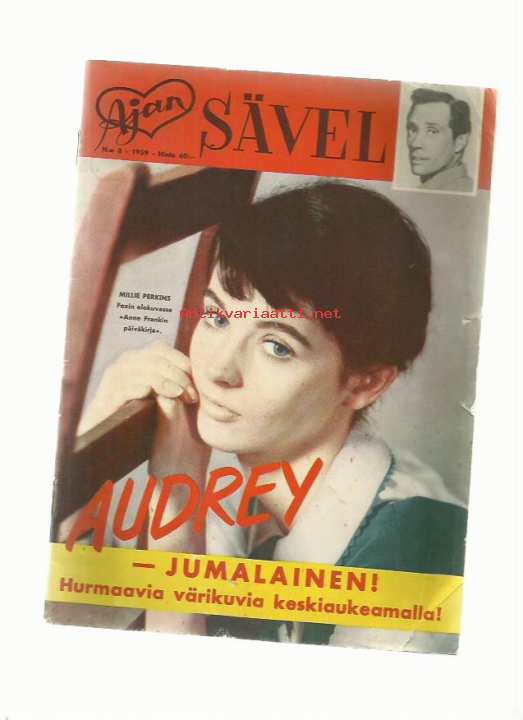 Ajan
SÄVEL
N:o 5 - 1959 - Hinta 60:—
MILLIE PERKINS
Foxin elokuvassa
»Anne Frankin
päiväkirja».
antikvariaatti.net
AUDREY
— JUMALAINEN!
Hurmaavia värikuvia keskiaukeamalla!